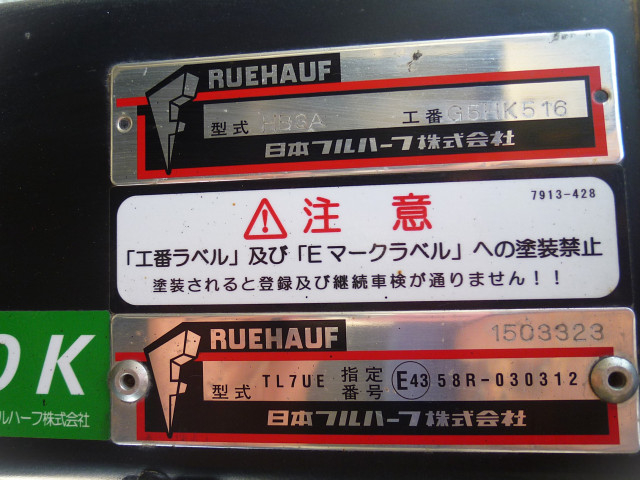 RUEHAUF
型式 HB3A 工番 G5HK516
日本フルハーフ株式会社
7913-428
注意
「工番ラベル」及び「Eマークラベル」への塗装禁止
塗装されると登録及び継続車検が通りません!!
RUEHAUF 1503323
型式 TL7UE 指定番号 E43 58R-030312
日本フルハーフ株式会社
OK
ルハーフ株式会社